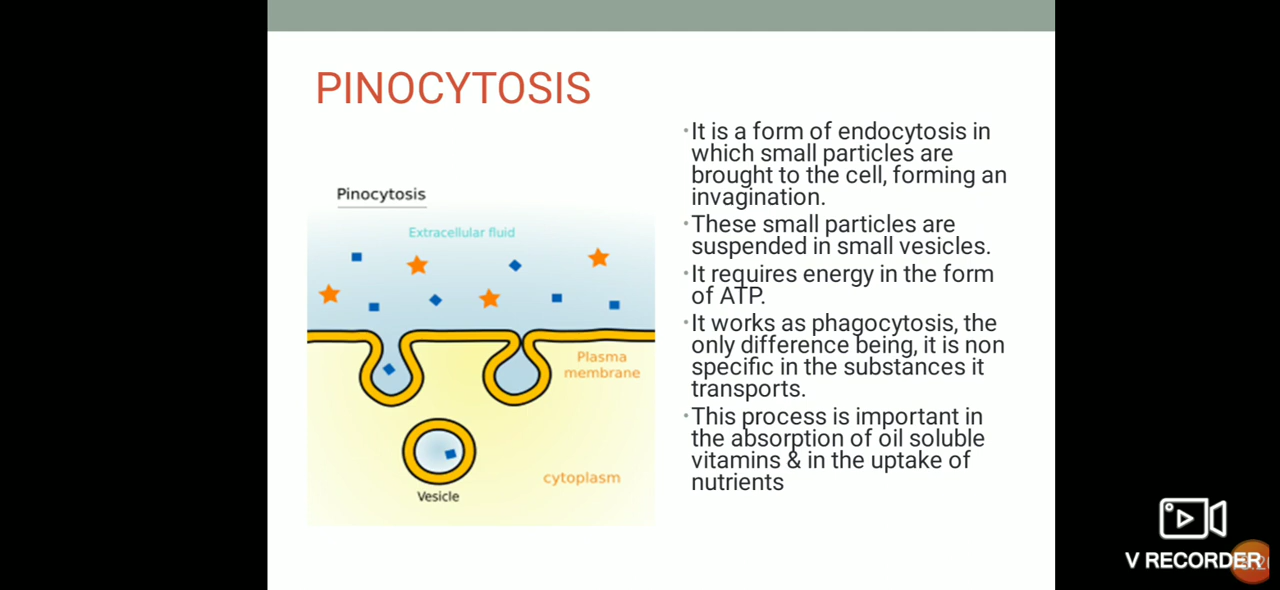 PINOCYTOSIS
Pinocytosis
Extracellular fluid
Plasma
membrane
Vesicle
cytoplasm
•It is a form of endocytosis in
which small particles are
brought to the cell, forming an
invagination.
•These small particles are
suspended in small vesicles.
•It requires energy in the form
of ATP.
•It works as phagocytosis, the
only difference being, it is non
specific in the substances it
transports.
•This process is important in
the absorption of oil soluble
vitamins & in the uptake of
nutrients
V RECORDER